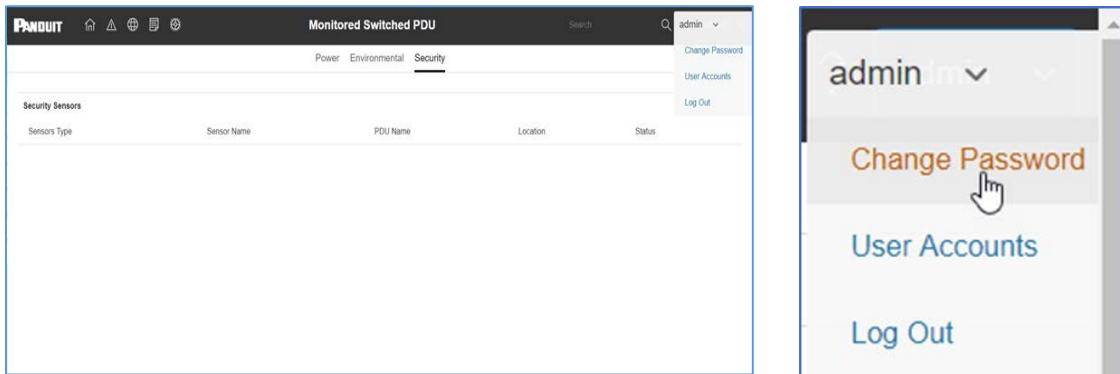 PANDUIT Monitored Switched PDU Search admin
Change Password
Power Environmental Security
User Accounts
Security Sensors
Log Out
Sensors Type Sensor Name PDU Name Location Status
admin
Change Password
User Accounts
Log Out